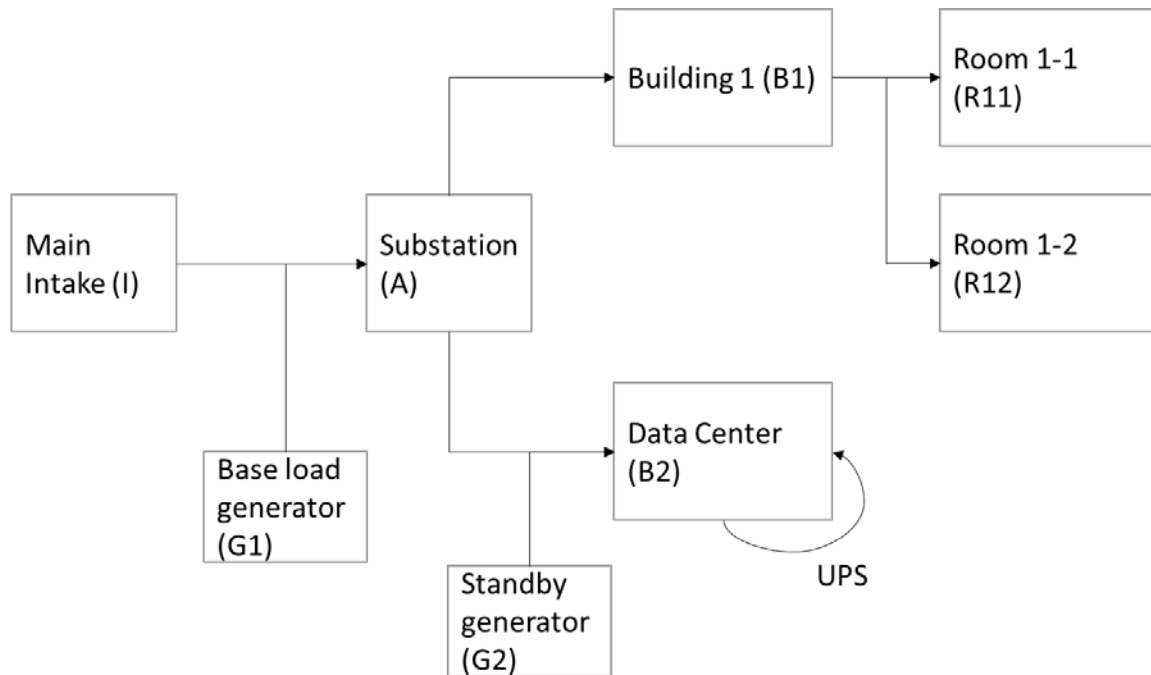 Building 1 (B1)
Room 1-1
(R11)
Main
Intake (I)
Substation
(A)
Room 1-2
(R12)
Data Center
(B2)
Base load
generator
(G1)
UPS
Standby
generator
(G2)